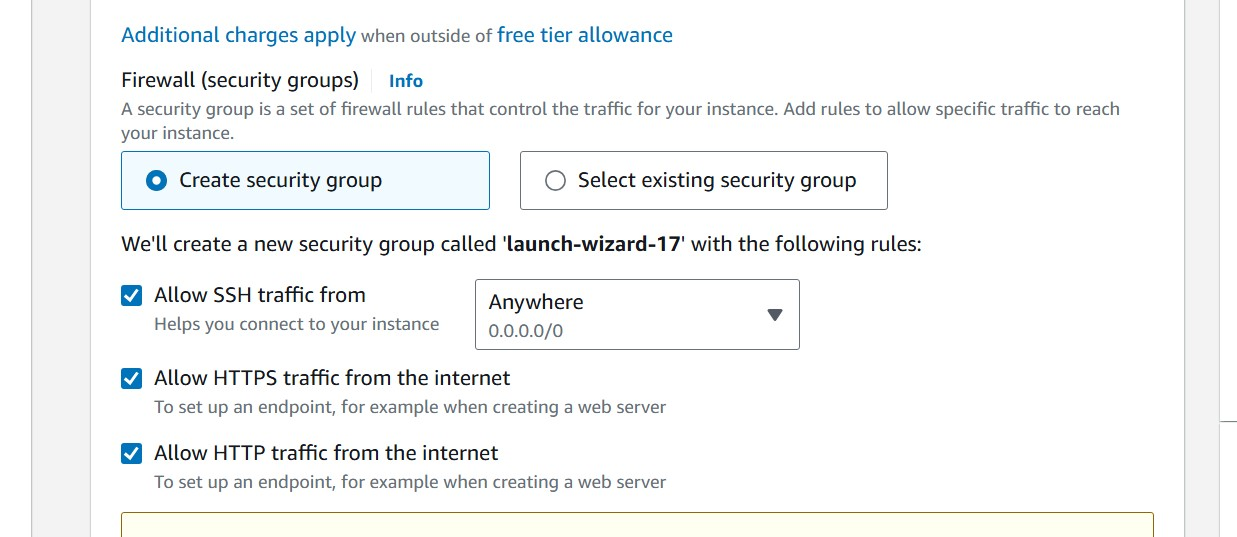 Additional charges apply when outside of free tier allowance
Firewall (security groups) Info
A security group is a set of firewall rules that control the traffic for your instance. Add rules to allow specific traffic to reach
your instance.
Create security group
Select existing security group
We'll create a new security group called 'launch-wizard-17' with the following rules:
Allow SSH traffic from
Helps you connect to your instance
Anywhere
0.0.0.0/0
Allow HTTPS traffic from the internet
To set up an endpoint, for example when creating a web server
Allow HTTP traffic from the internet
To set up an endpoint, for example when creating a web server